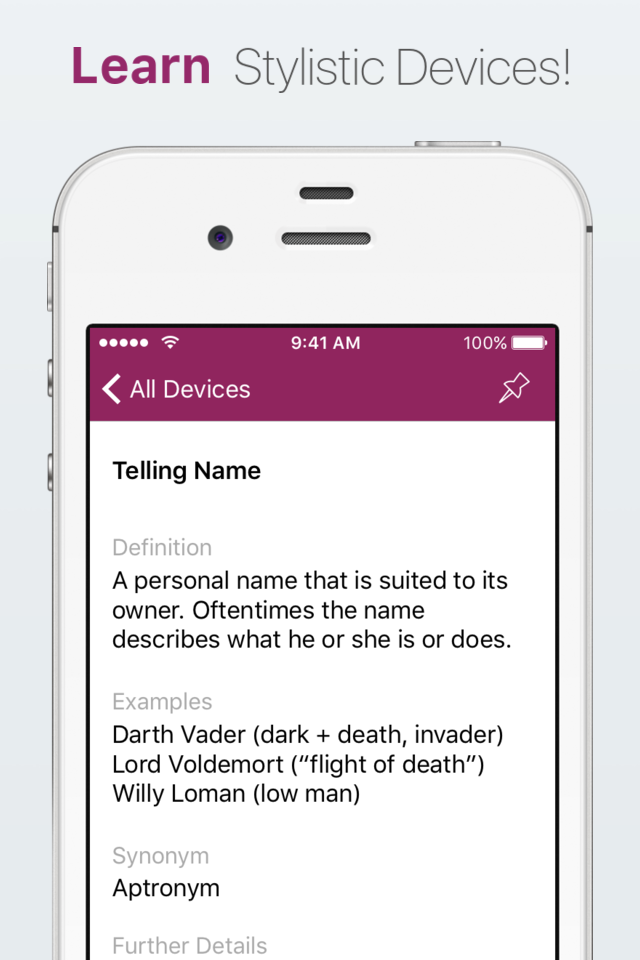 Learn Stylistic Devices!
9:41 AM
100%
All Devices
Telling Name
Definition
A personal name that is suited to its
owner. Oftentimes the name
describes what he or she is or does.
Examples
Darth Vader (dark + death, invader)
Lord Voldemort (“flight of death”)
Willy Loman (low man)
Synonym
Aptronym
Further Details